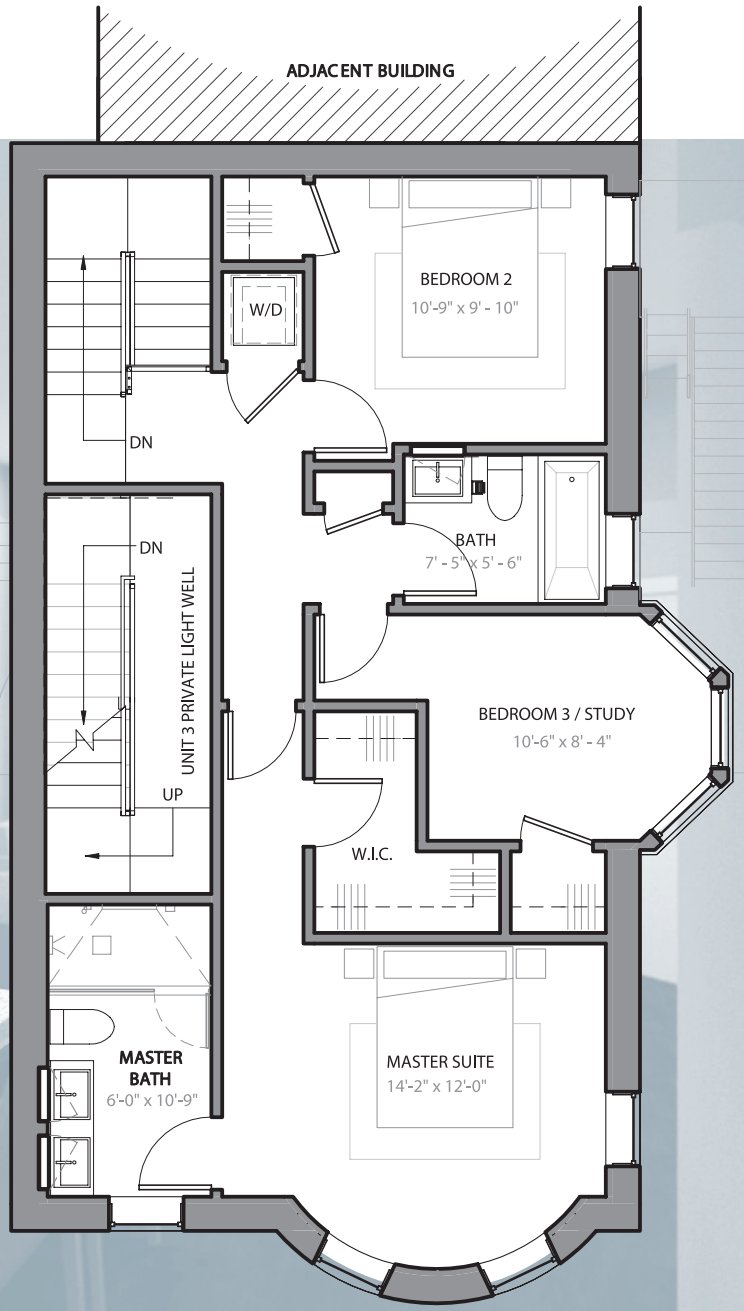 ADJACENT BUILDING
BEDROOM 2
10'-9" x 9' - 10"
W/D
DN
BATH
7' - 5" x 5' - 6"
DN
UNIT 3 PRIVATE LIGHT WELL
UP
BEDROOM 3 / STUDY
10'-6" x 8' - 4"
W.I.C.
MASTER
BATH
6'-0" x 10'-9"
MASTER SUITE
14'-2" x 12'-0"